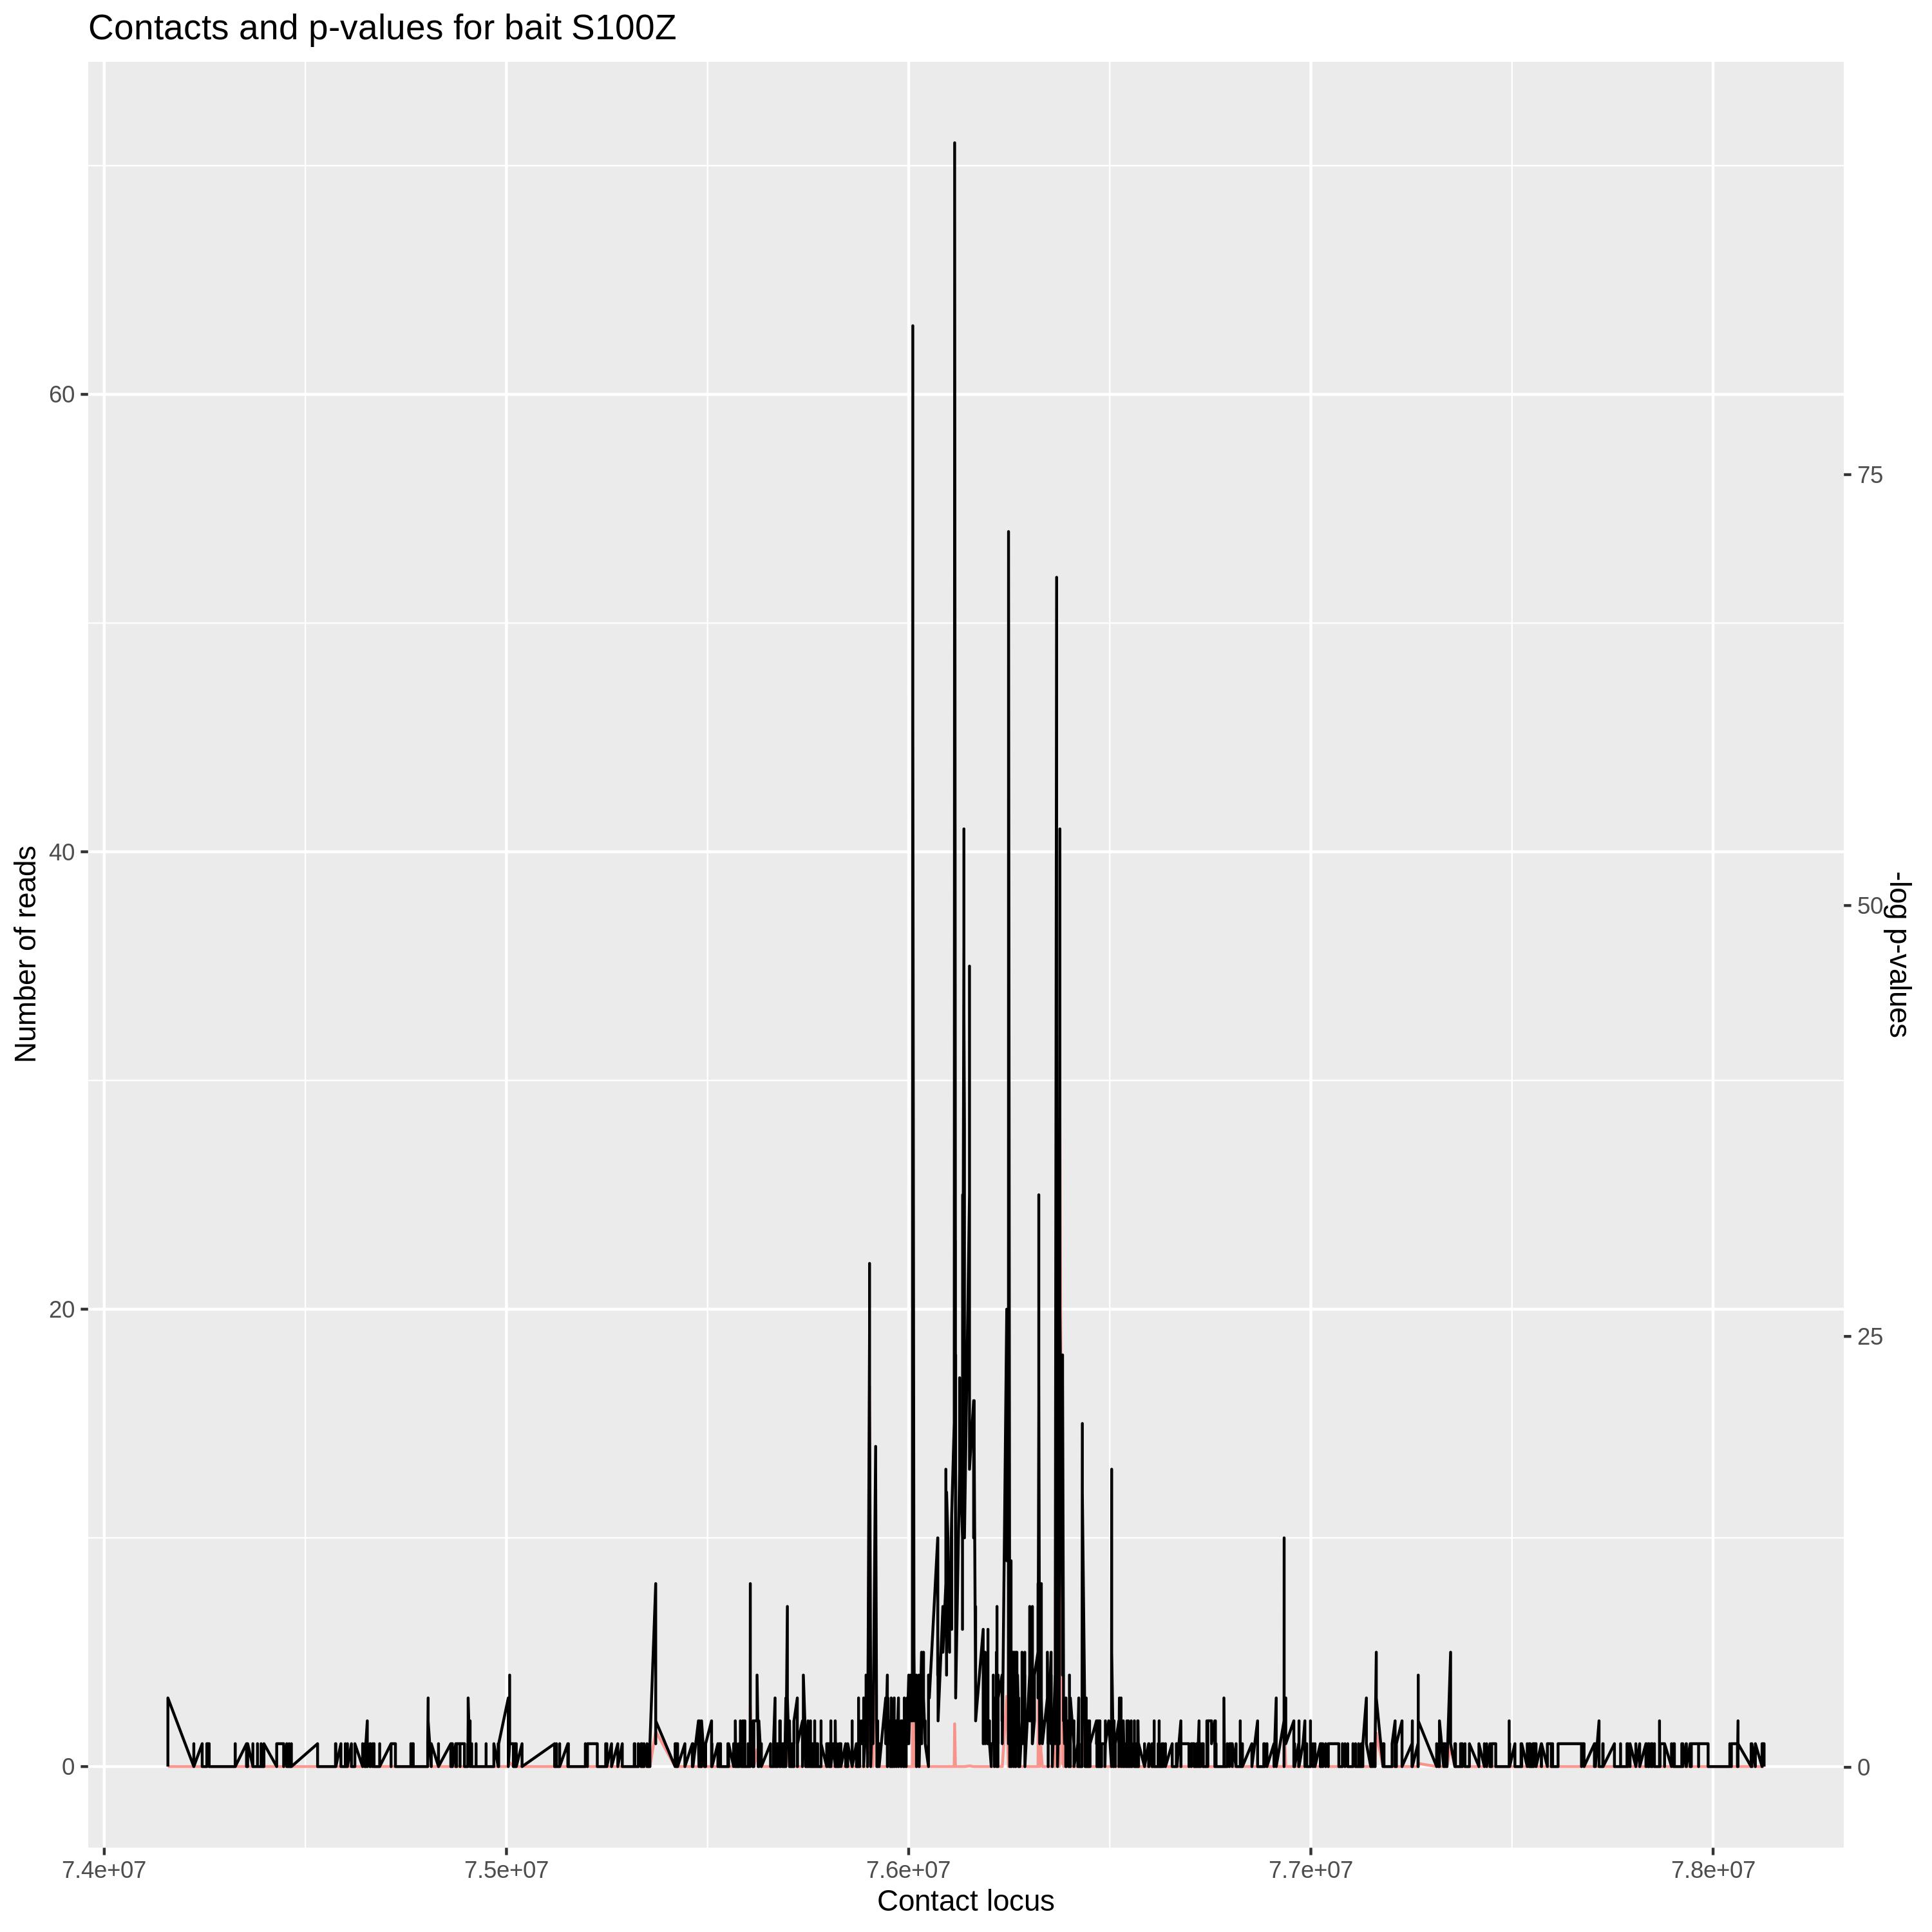 Contacts and p-values for bait S100Z
60
40
20
0
75
50
25
0
Number of reads
-log p-values
7.4e+07
7.5e+07
7.6e+07
7.7e+07
7.8e+07
Contact locus